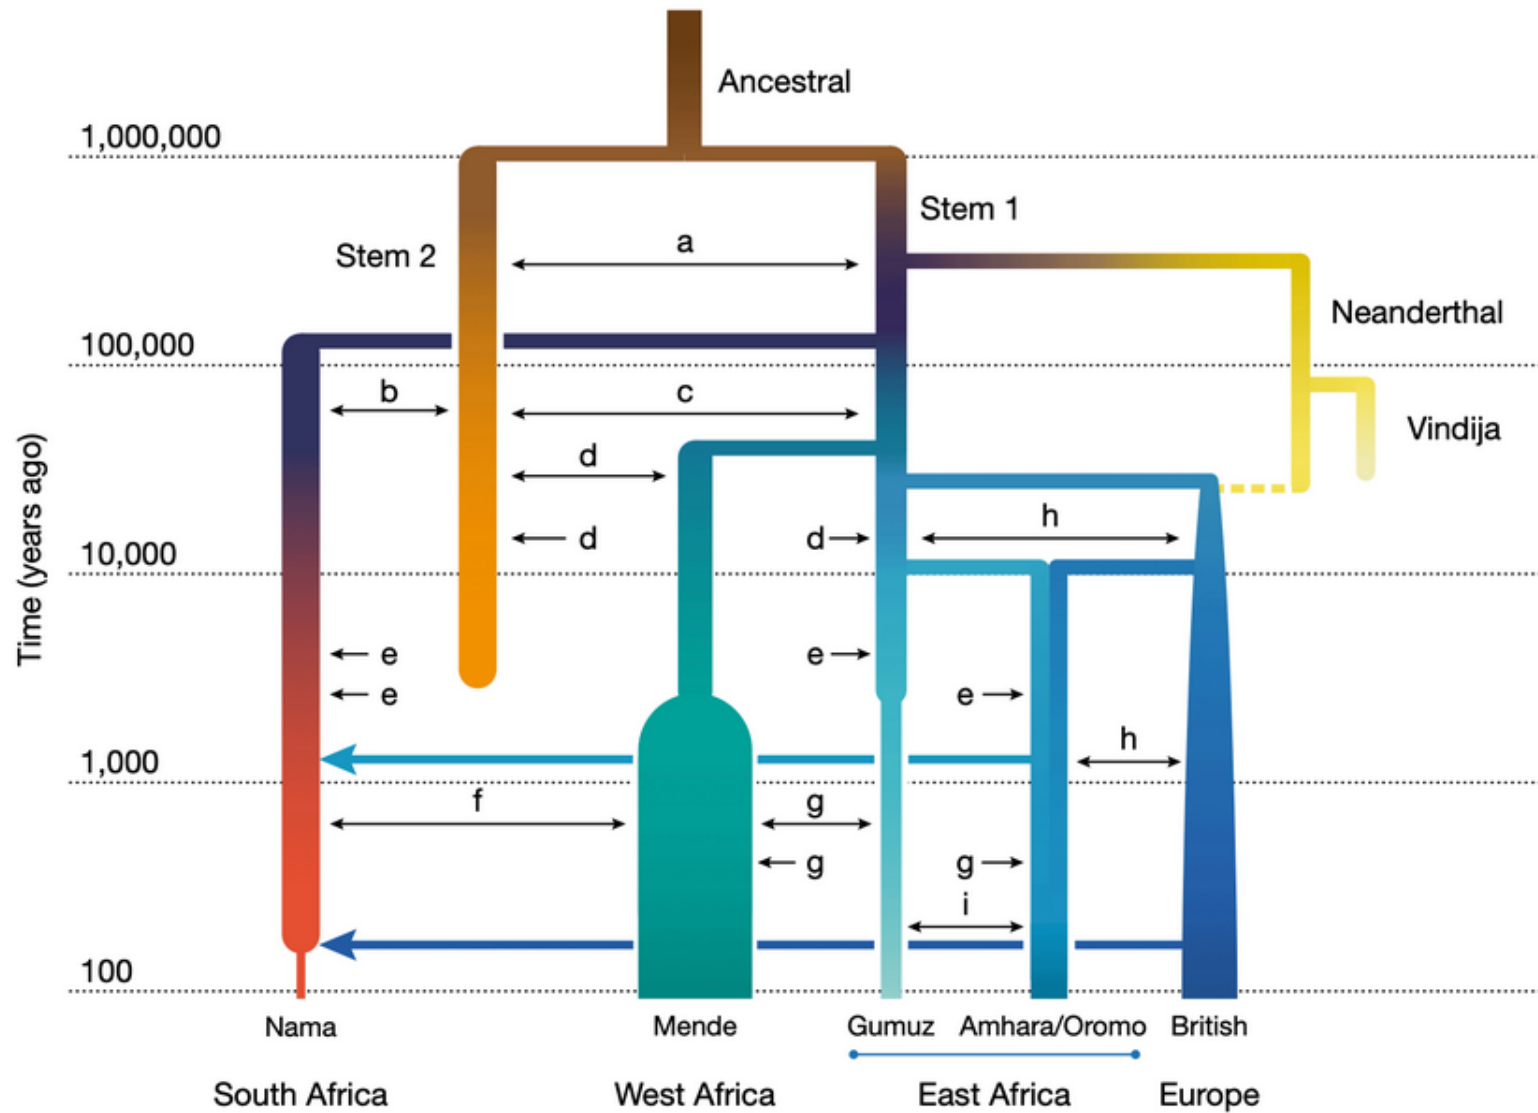 Ancestral
1,000,000
Stem 1
Stem 2
a
Neanderthal
100,000
b
c
Vindija
d
h
d
d
10,000
Time (years ago)
e
e
e
e
h
1,000
f
g
g
g
i
100
Nama
Mende
Gumuz
Amhara/Oromo
British
South Africa
West Africa
East Africa
Europe